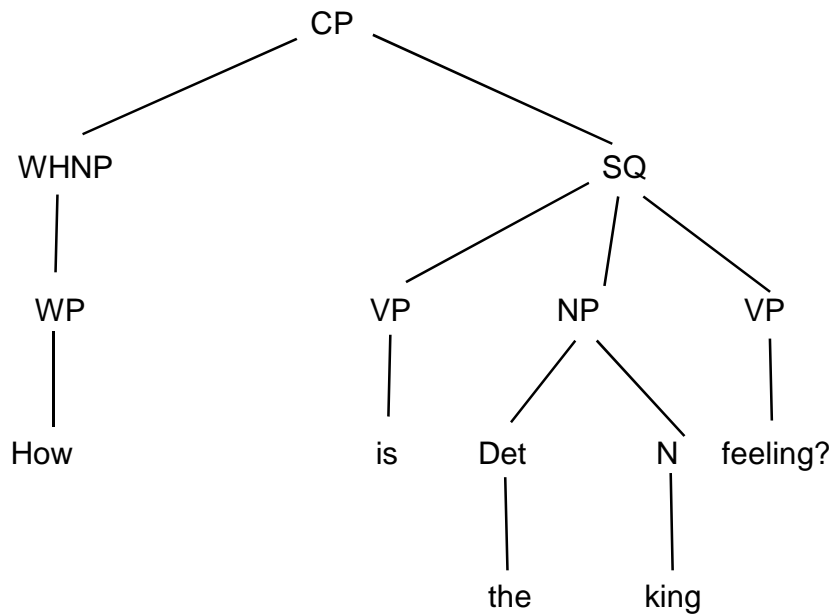 CP
WHNP SQ
WP VP NP VP
How is Det N feeling?
the king